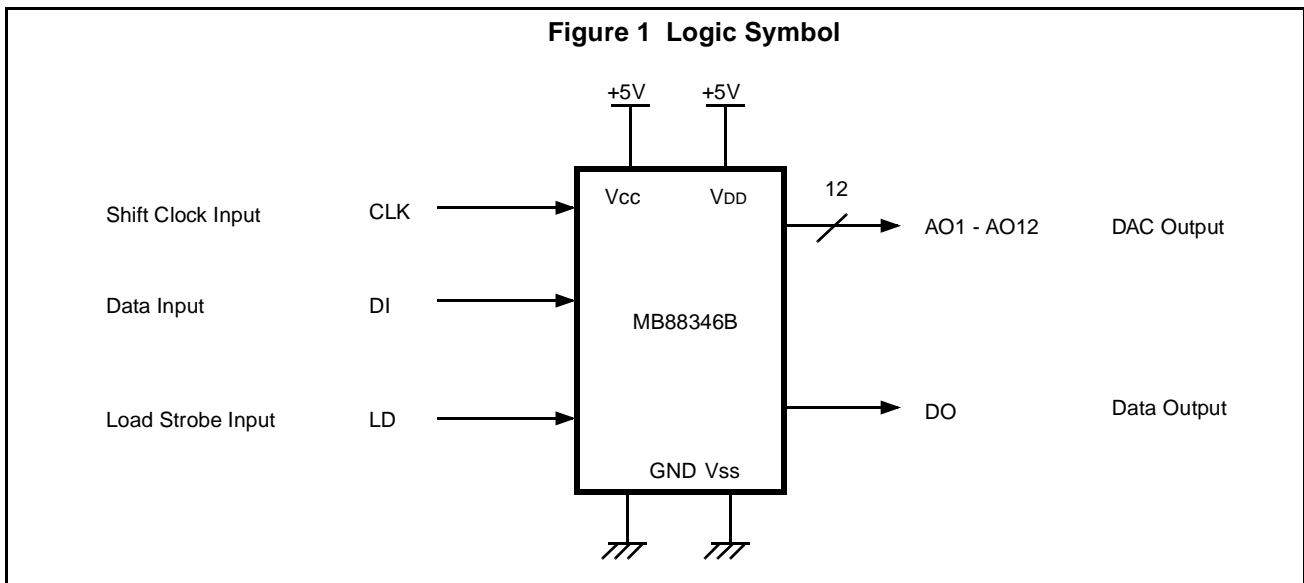 Figure 1 Logic Symbol
+5V +5V
Vcc VDD
12
Shift Clock Input CLK
AO1 - AO12 DAC Output
Data Input DI
MB88346B
Load Strobe Input LD
DO Data Output
GND Vss